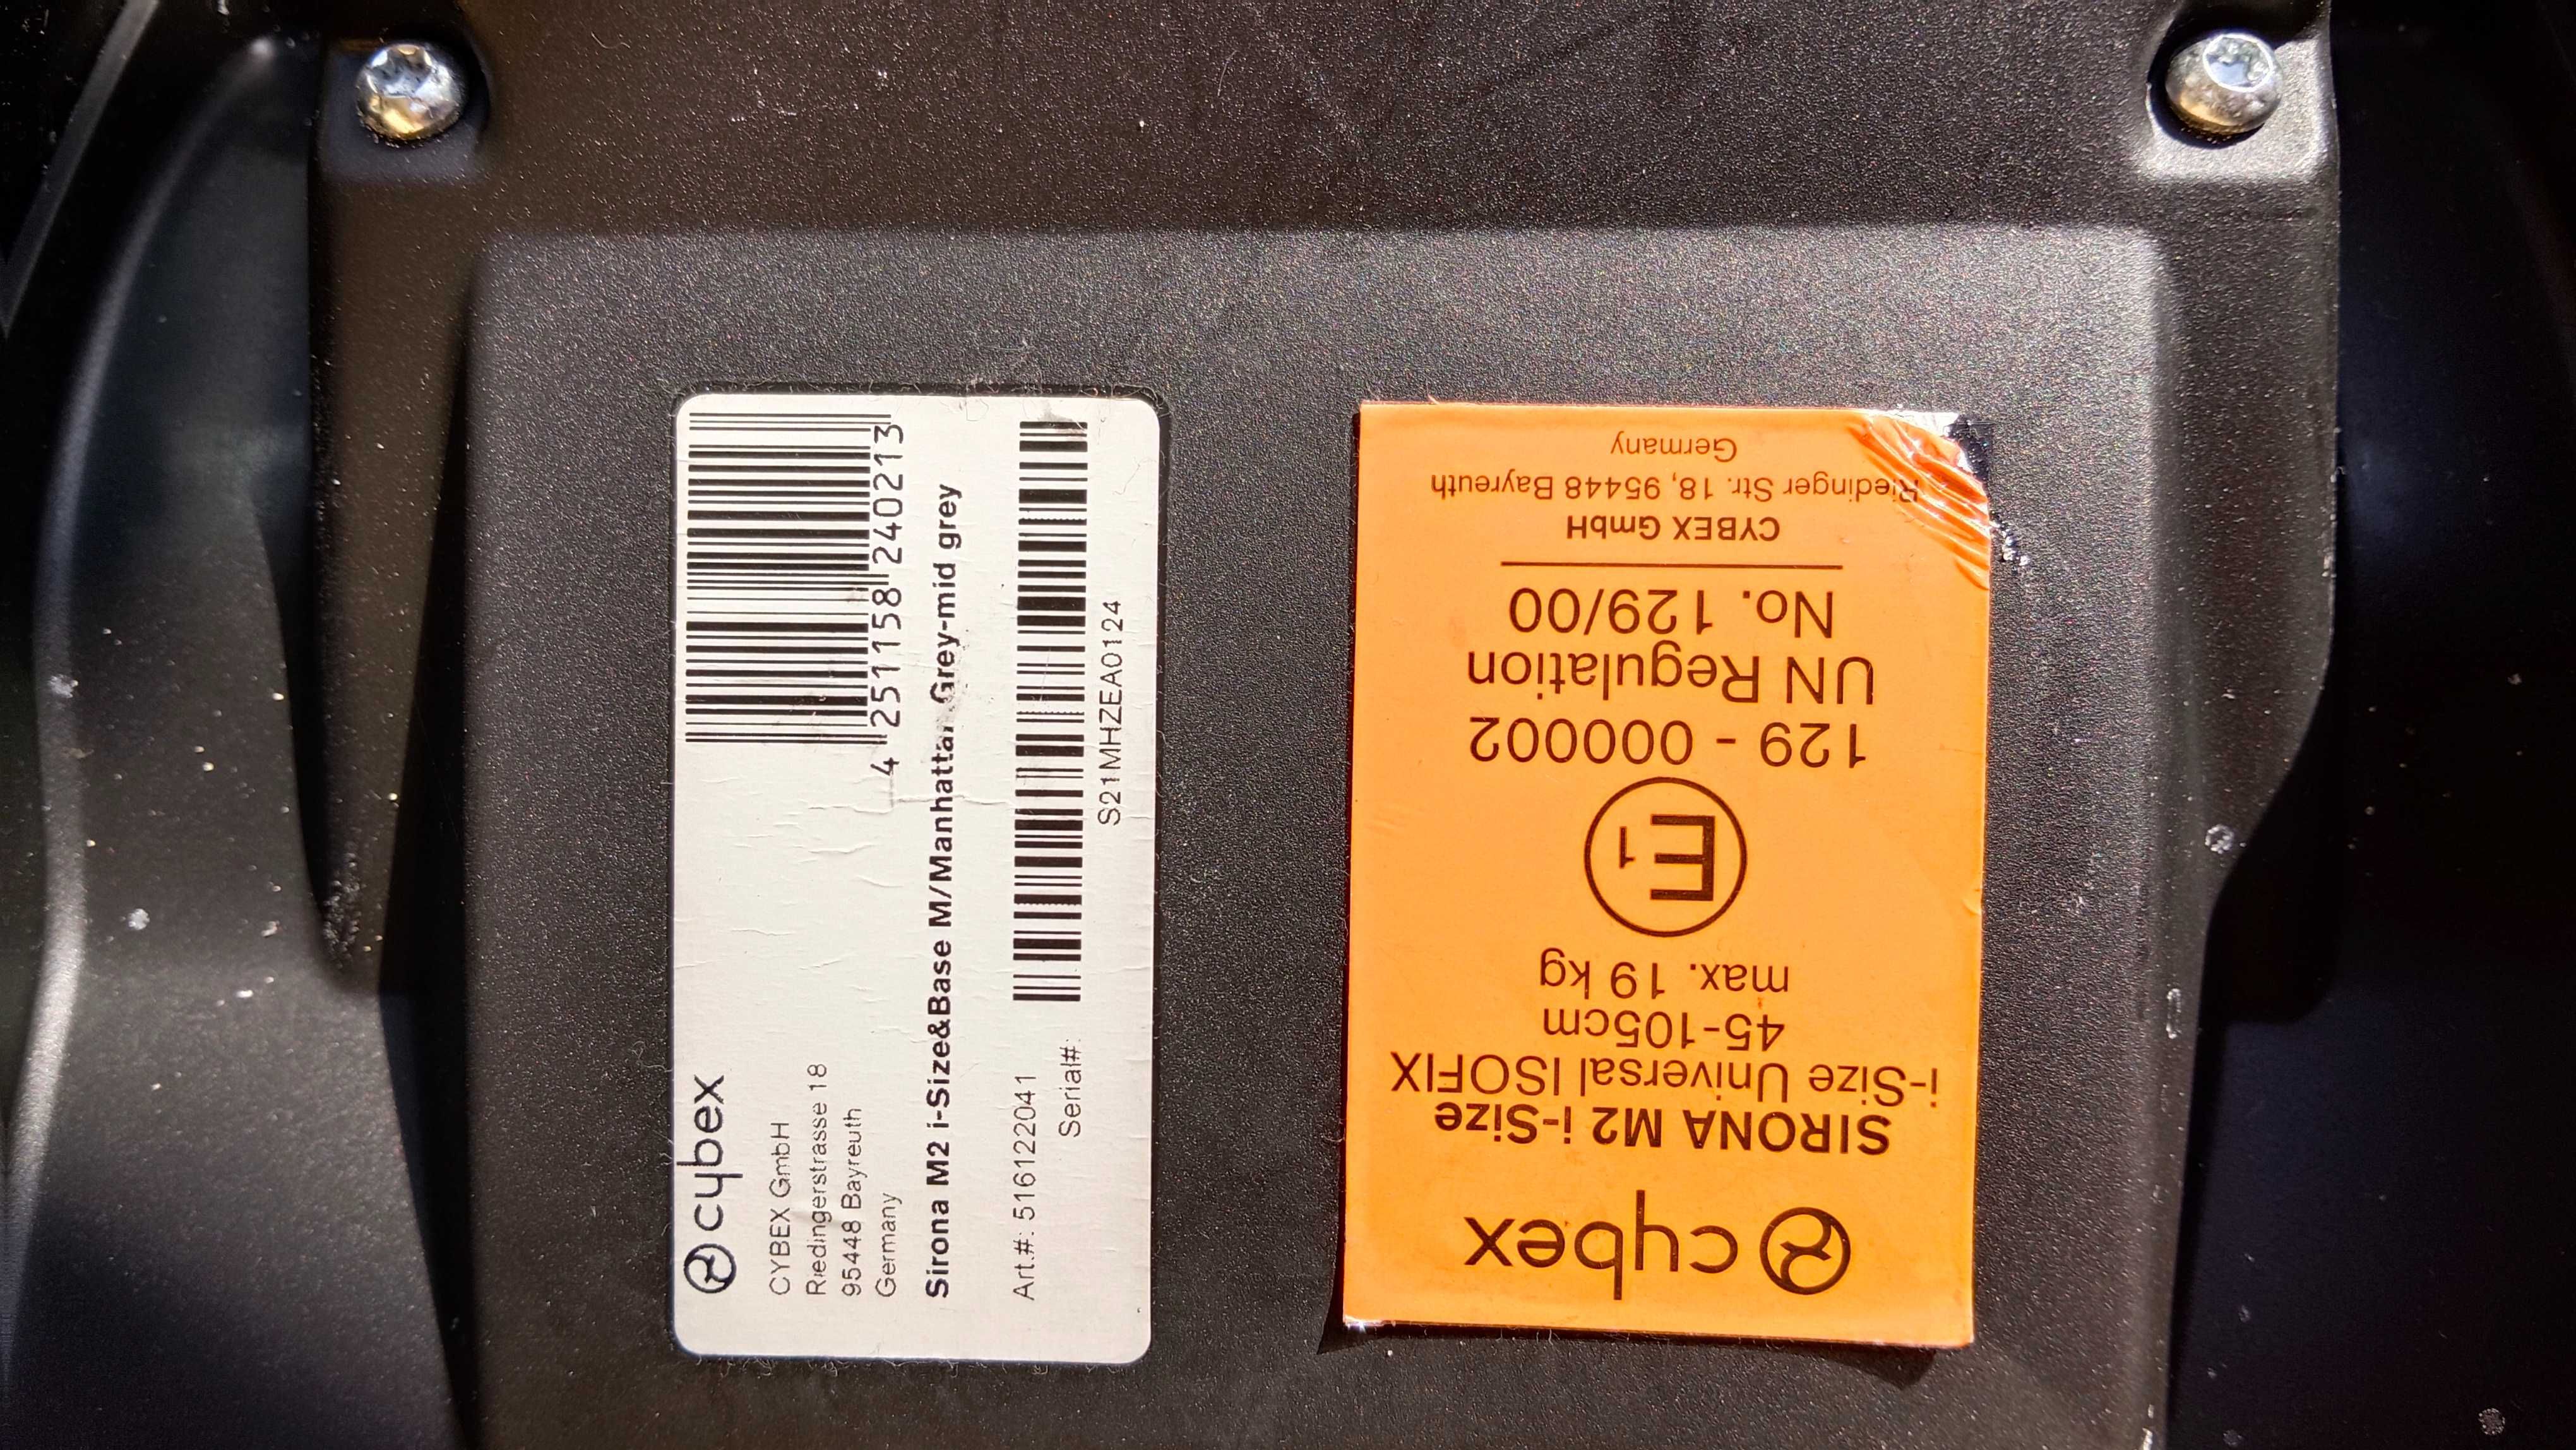 cybex
CYBEX GmbH
Riedingerstrasse 18
95448 Bayreuth
Germany
4 251158 240213
Sirona M2 i-Size&Base M/Manhattan Grey-mid grey
Art.#: 516122041
Serial#:
S21MHZEA0124
cybex
SIRONA M2 i-Size
i-Size Universal ISOFIX
45-105cm
max. 19 kg
E1
129 - 000002
UN Regulation
No. 129/00
CYBEX GmbH
Riedinger Str. 18, 95448 Bayreuth
Germany